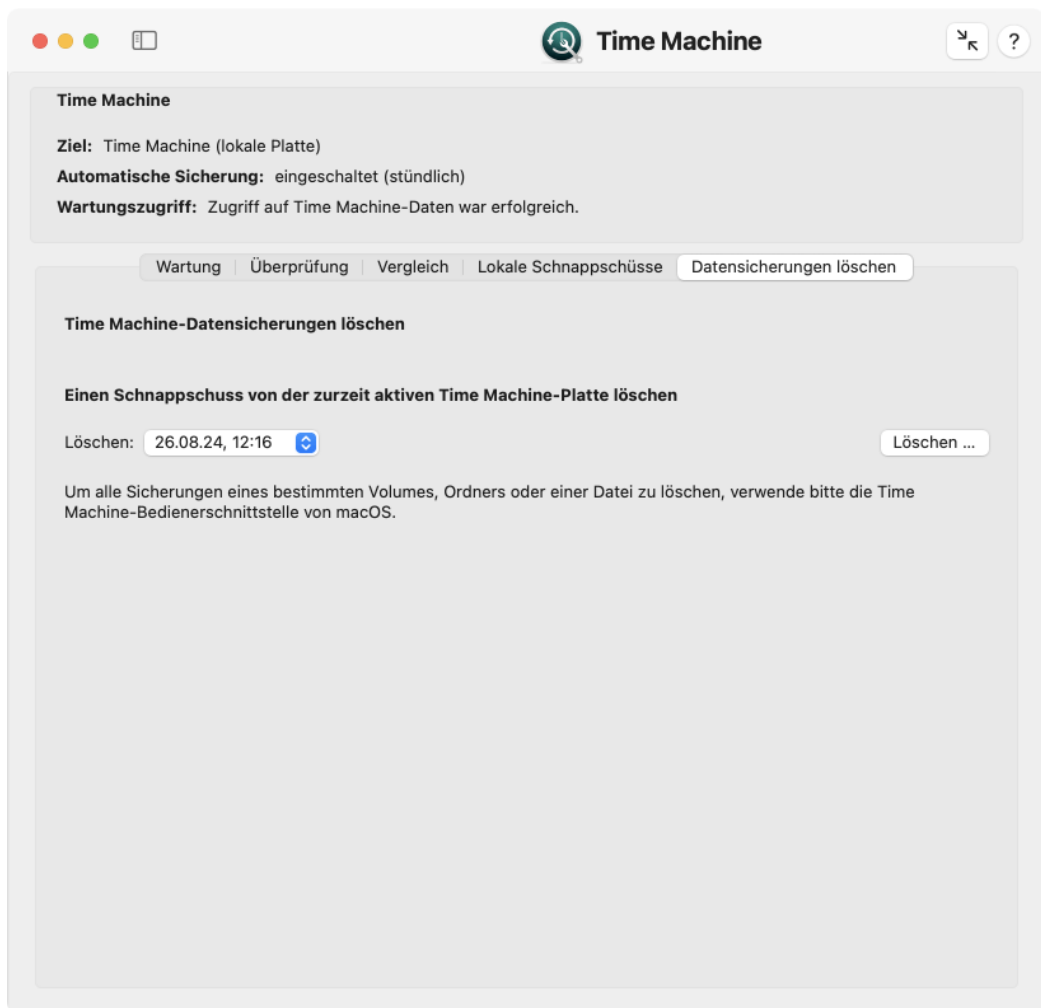 Time Machine
?
Time Machine
Ziel: Time Machine (lokale Platte)
Automatische Sicherung: eingeschaltet (stündlich)
Wartungszugriff: Zugriff auf Time Machine-Daten war erfolgreich.
Wartung Überprüfung Vergleich Lokale Schnappschüsse Datensicherungen löschen
Time Machine-Datensicherungen löschen
Einen Schnappschuss von der zurzeit aktiven Time Machine-Platte löschen
Löschen: 26.08.24, 12:16 Löschen ...
Um alle Sicherungen eines bestimmten Volumes, Ordners oder einer Datei zu löschen, verwende bitte die Time
Machine-Bedienerschnittstelle von macOS.